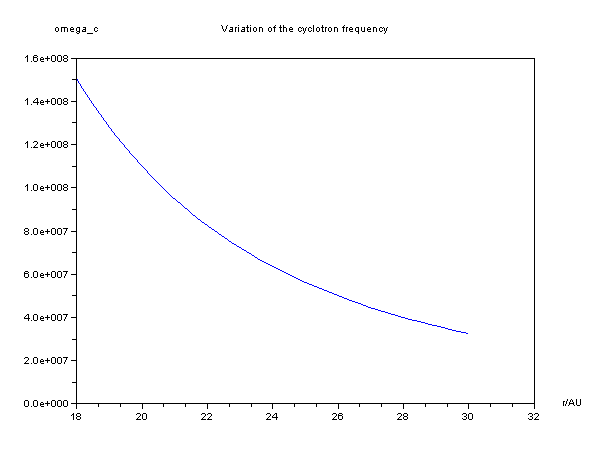 omega_c
Variation of the cyclotron frequency
1.6e+008
1.4e+008
1.2e+008
1.0e+008
8.0e+007
6.0e+007
4.0e+007
2.0e+007
0.0e+000
18 20 22 24 26 28 30 32
r/AU